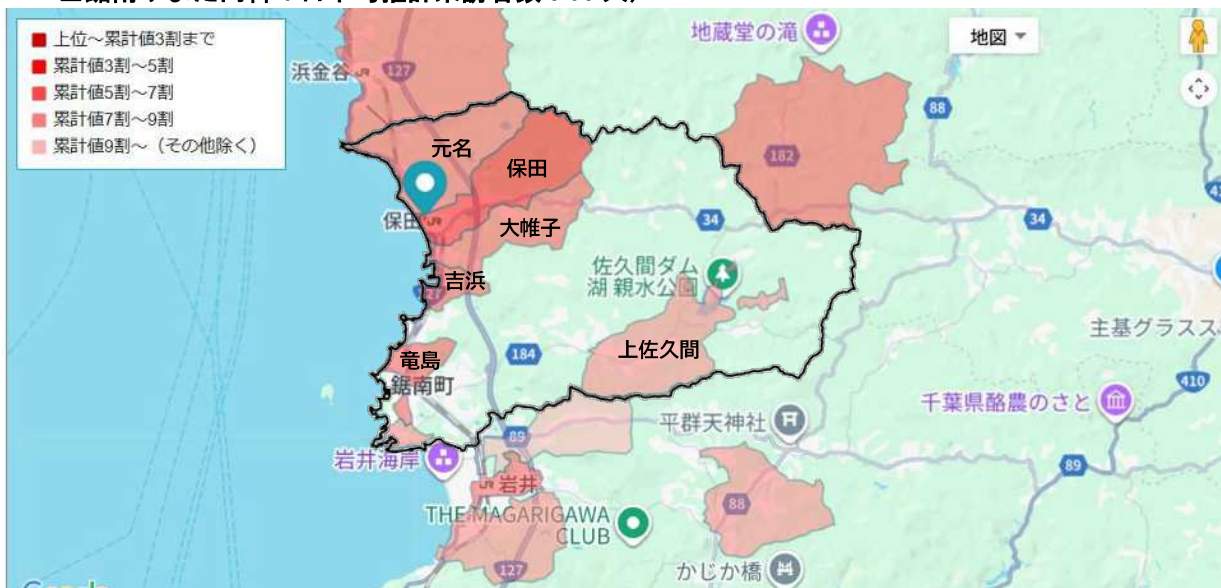 上位～累計値3割まで
累計値3割～5割
累計値5割～7割
累計値7割～9割
累計値9割～（その他除く）
地蔵堂の滝
地図
浜金谷
JR
127
88
元名
保田
182
保田
JR
34
34
大帷子
佐久間ダム
湖 親水公園
吉浜
127
主基グラスス
上佐久間
竜島
184
鋸南町
410
千葉県酪農のさと
平群天神社
89
岩井海岸
89
JR 岩井
88
THE MAGARIGAWA
CLUB
127
かじか橋